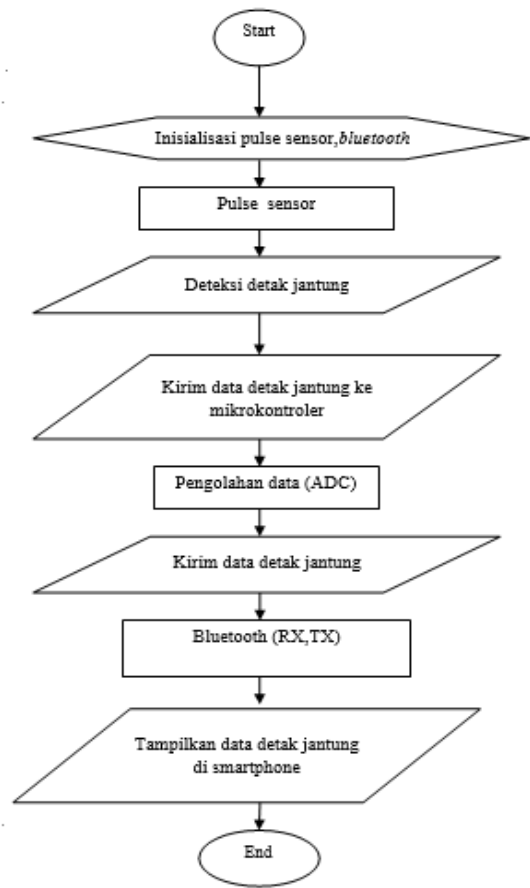 Start
Inisialisasi pulse sensor,bluetooth
Pulse sensor
Deteksi detak jantung
Kirim data detak jantung ke
mikrokontroler
Pengolahan data (ADC)
Kirim data detak jantung
Bluetooth (RX,TX)
Tampilkan data detak jantung
di smartphone
End